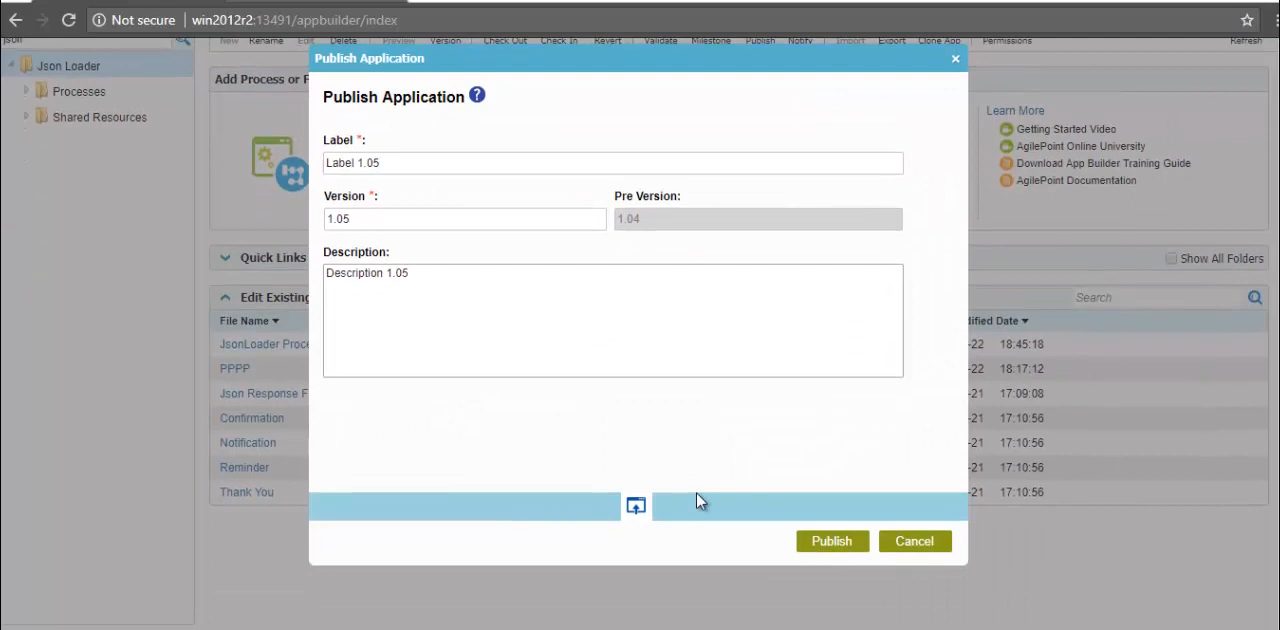 Not secure win2012r2:13491/appbuilder/index
json New Rename Edit Delete Preview Version Check Out Check In Revert Validate Milestone Publish Notify Import Export Clone App Permissions Refresh
Json Loader
Processes
Shared Resources
Add Process or F
Publish Application ×
Publish Application ?
Label *:
Label 1.05
Version *: Pre Version:
1.05 1.04
Description:
Description 1.05
Publish Cancel
Learn More
Getting Started Video
AgilePoint Online University
Download App Builder Training Guide
AgilePoint Documentation
Quick Links Show All Folders
Edit Existing Search
File Name dified Date
JsonLoader Proce -22 18:45:18
PPPP -22 18:17:12
Json Response F -21 17:09:08
Confirmation -21 17:10:56
Notification -21 17:10:56
Reminder -21 17:10:56
Thank You -21 17:10:56